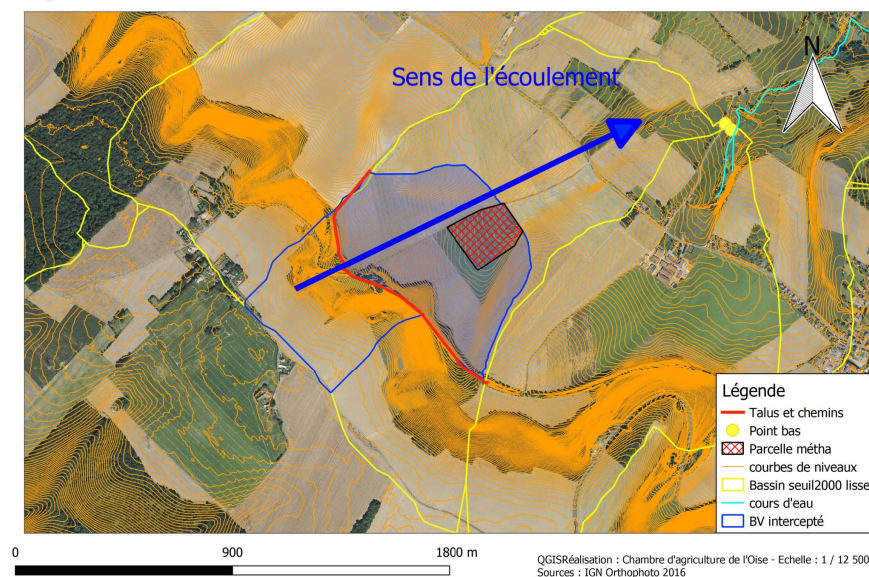 N
Sens de l'écoulement
Légende
Talus et chemins
Point bas
Parcelle métha
courbes de niveaux
Bassin seuil2000 lisse
cours d'eau
BV intercepté
0 900 1800 m
QGISRéalisation : Chambre d'agriculture de l'Oise - Echelle : 1 / 12 500
Sources : IGN Orthophoto 2016